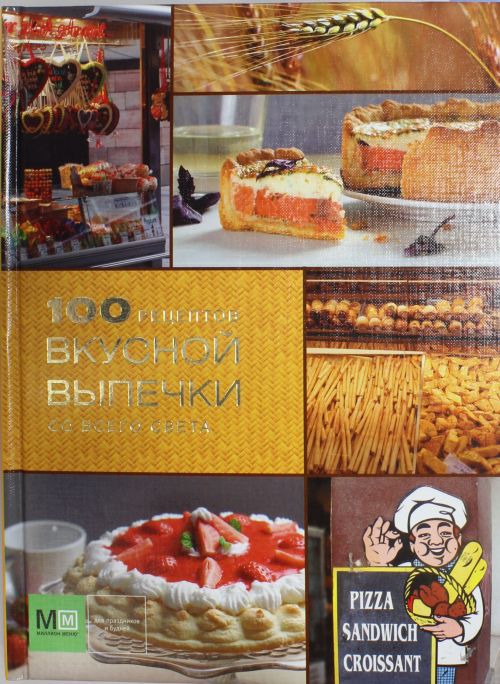 100 РЕЦЕПТОВ
ВКУСНОЙ
ВЫПЕЧКИ
СО ВСЕГО СВЕТА
М М
МИЛЛИОН МЕНЮ
для праздников
и будней
PIZZA
SANDWICH
CROISSANT